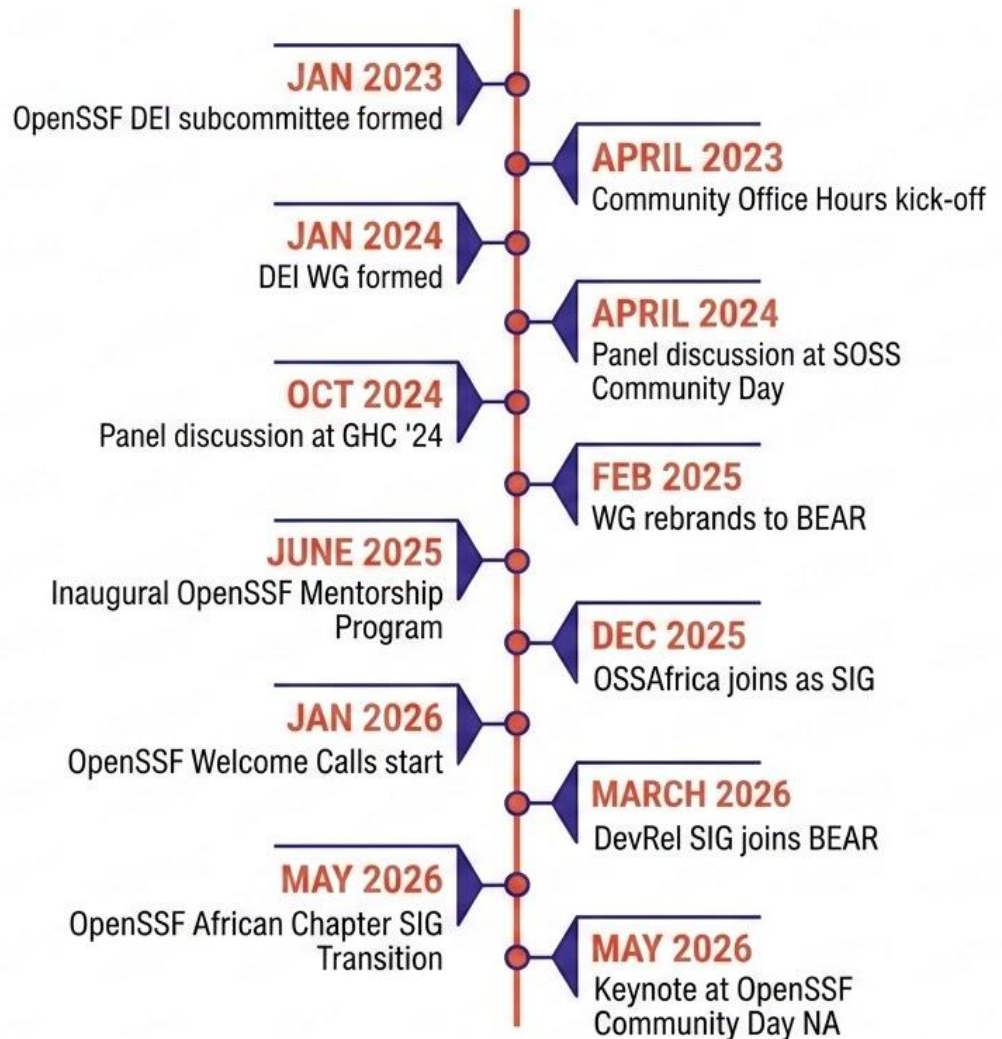 JAN 2023
OpenSSF DEI subcommittee formed
APRIL 2023
Community Office Hours kick-off
JAN 2024
DEI WG formed
APRIL 2024
Panel discussion at SOSS
Community Day
OCT 2024
Panel discussion at GHC '24
FEB 2025
WG rebrands to BEAR
JUNE 2025
Inaugural OpenSSF Mentorship
Program
DEC 2025
OSSAfrica joins as SIG
JAN 2026
OpenSSF Welcome Calls start
MARCH 2026
DevRel SIG joins BEAR
MAY 2026
OpenSSF African Chapter SIG
Transition
MAY 2026
Keynote at OpenSSF
Community Day NA